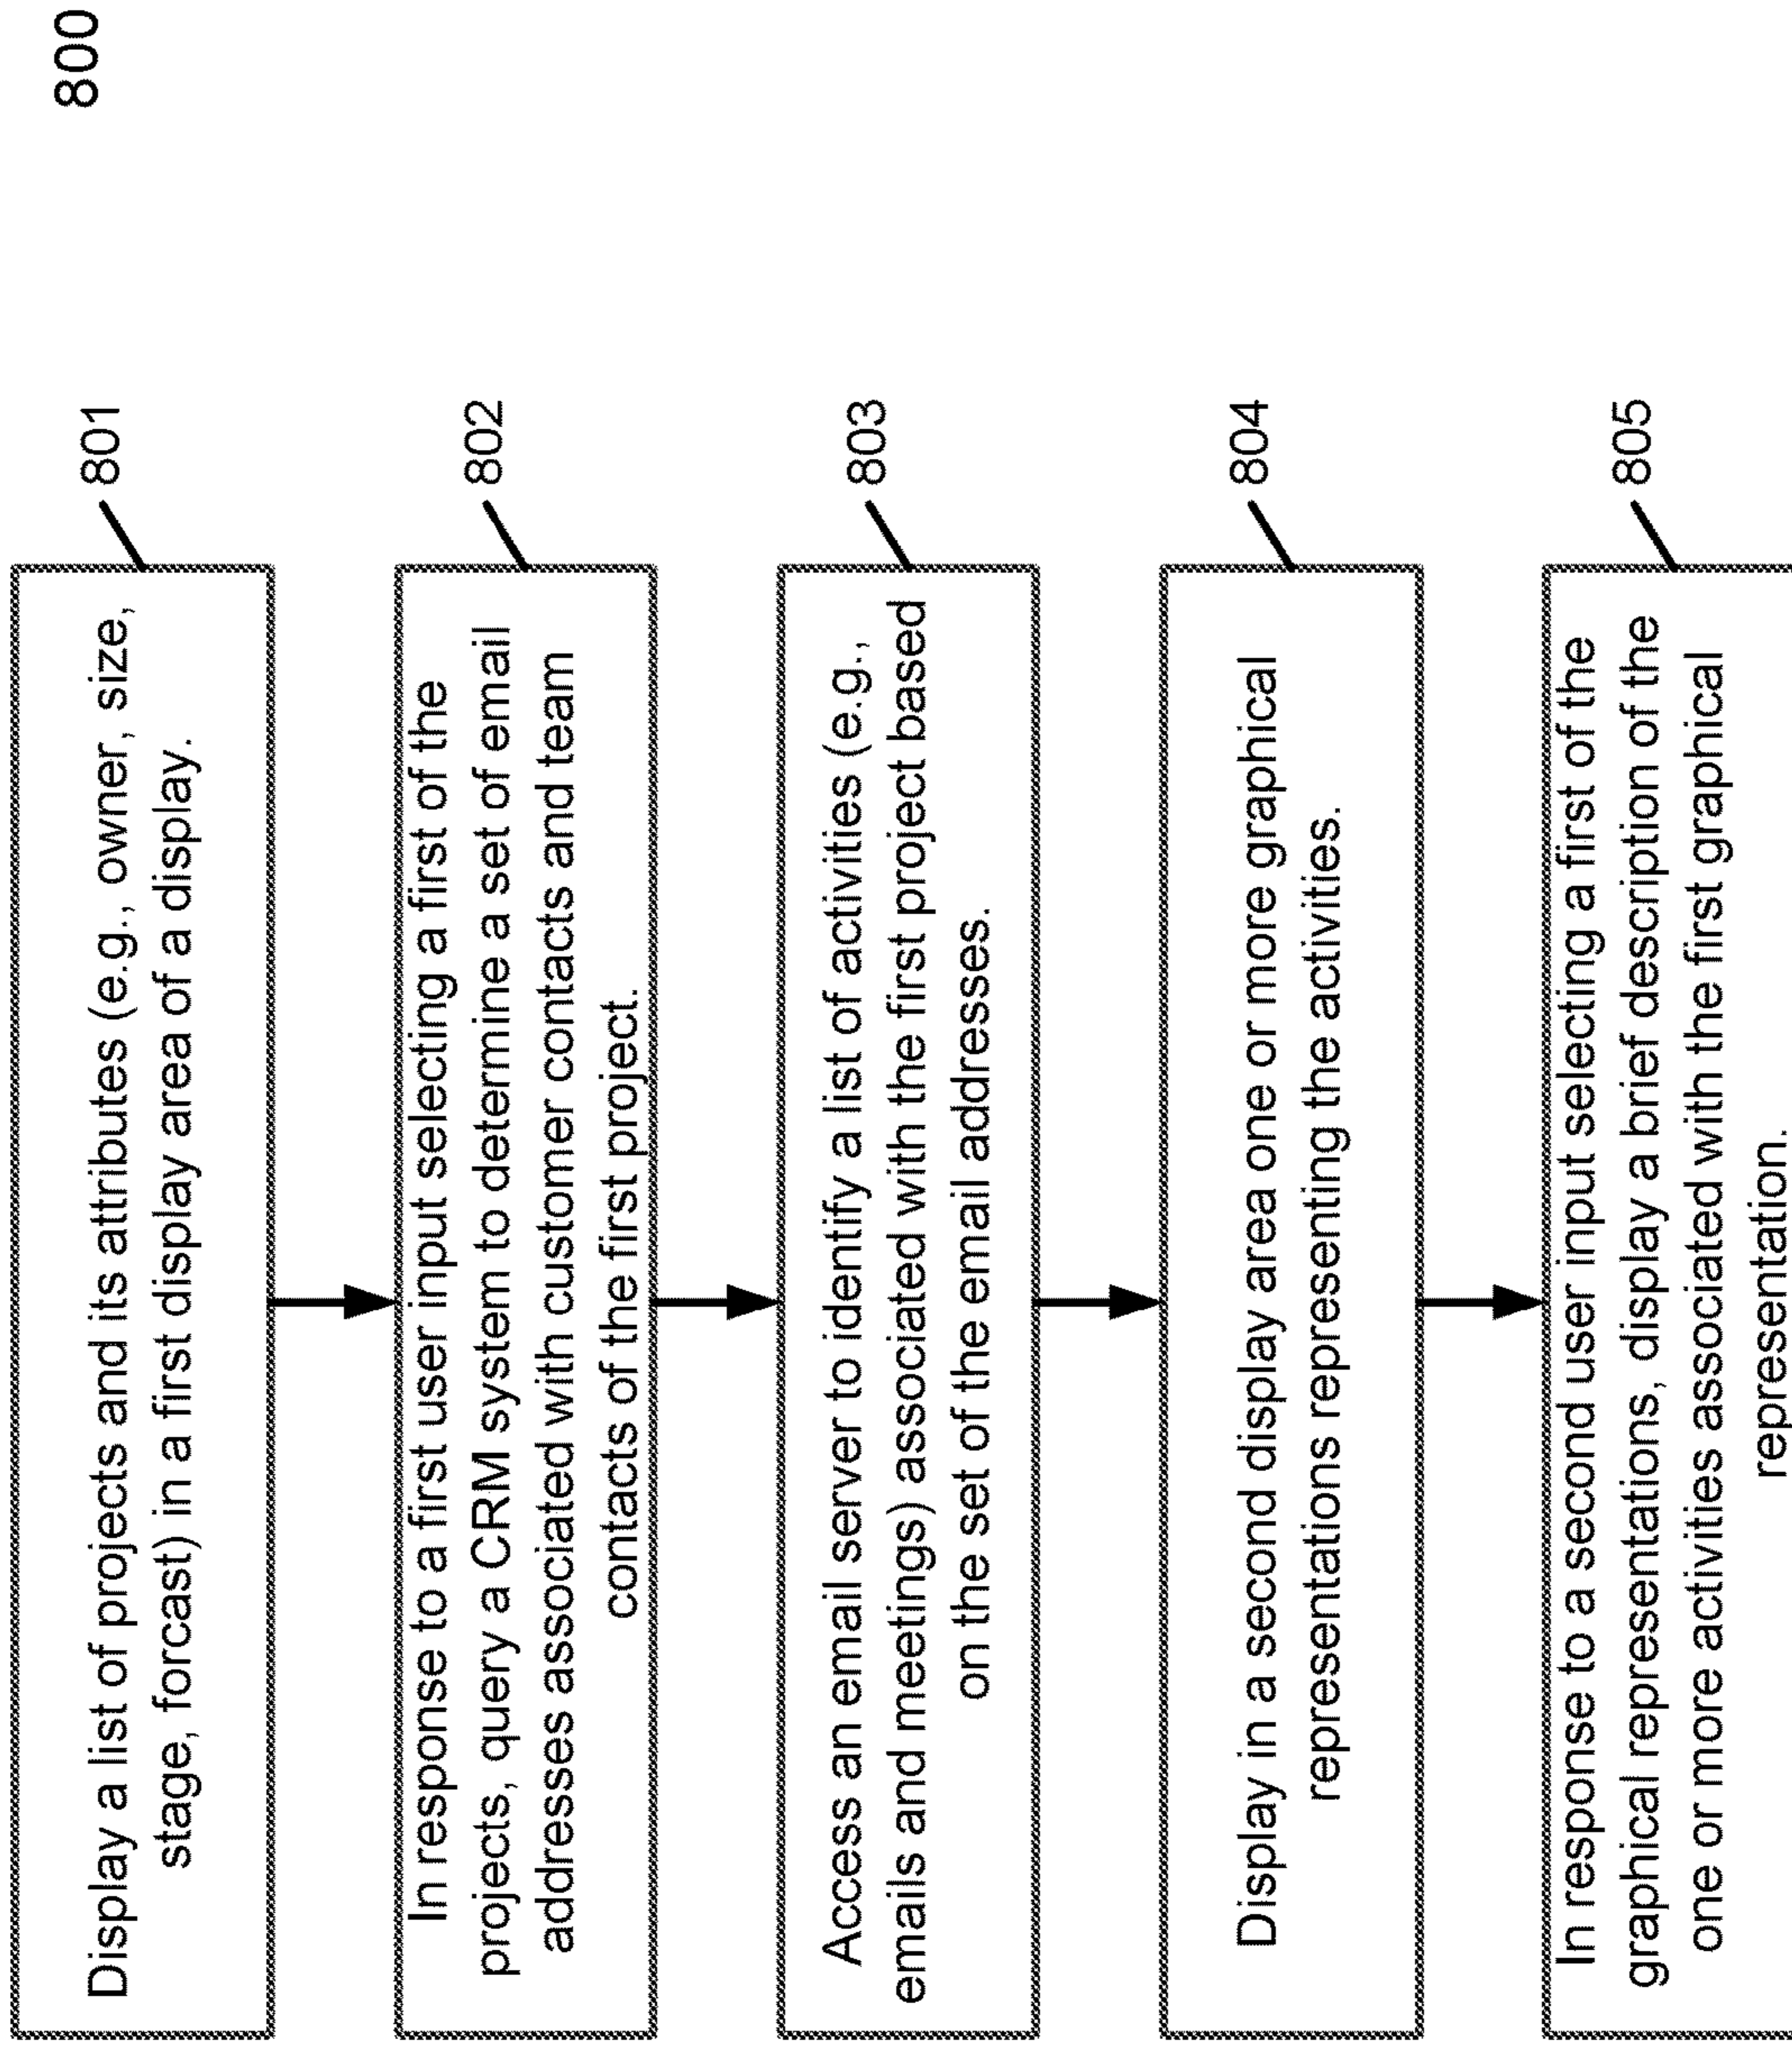 800
Display a list of projects and its attributes (e.g., owner, size,
stage, forcast) in a first display area of a display.
801
In response to a first user input selecting a first of the
projects, query a CRM system to determine a set of email
addresses associated with customer contacts and team
contacts of the first project.
802
Access an email server to identify a list of activities (e.g.,
emails and meetings) associated with the first project based
on the set of the email addresses.
803
Display in a second display area one or more graphical
representations representing the activities.
804
In response to a second user input selecting a first of the
graphical representations, display a brief description of the
one or more activities associated with the first graphical
representation.
805